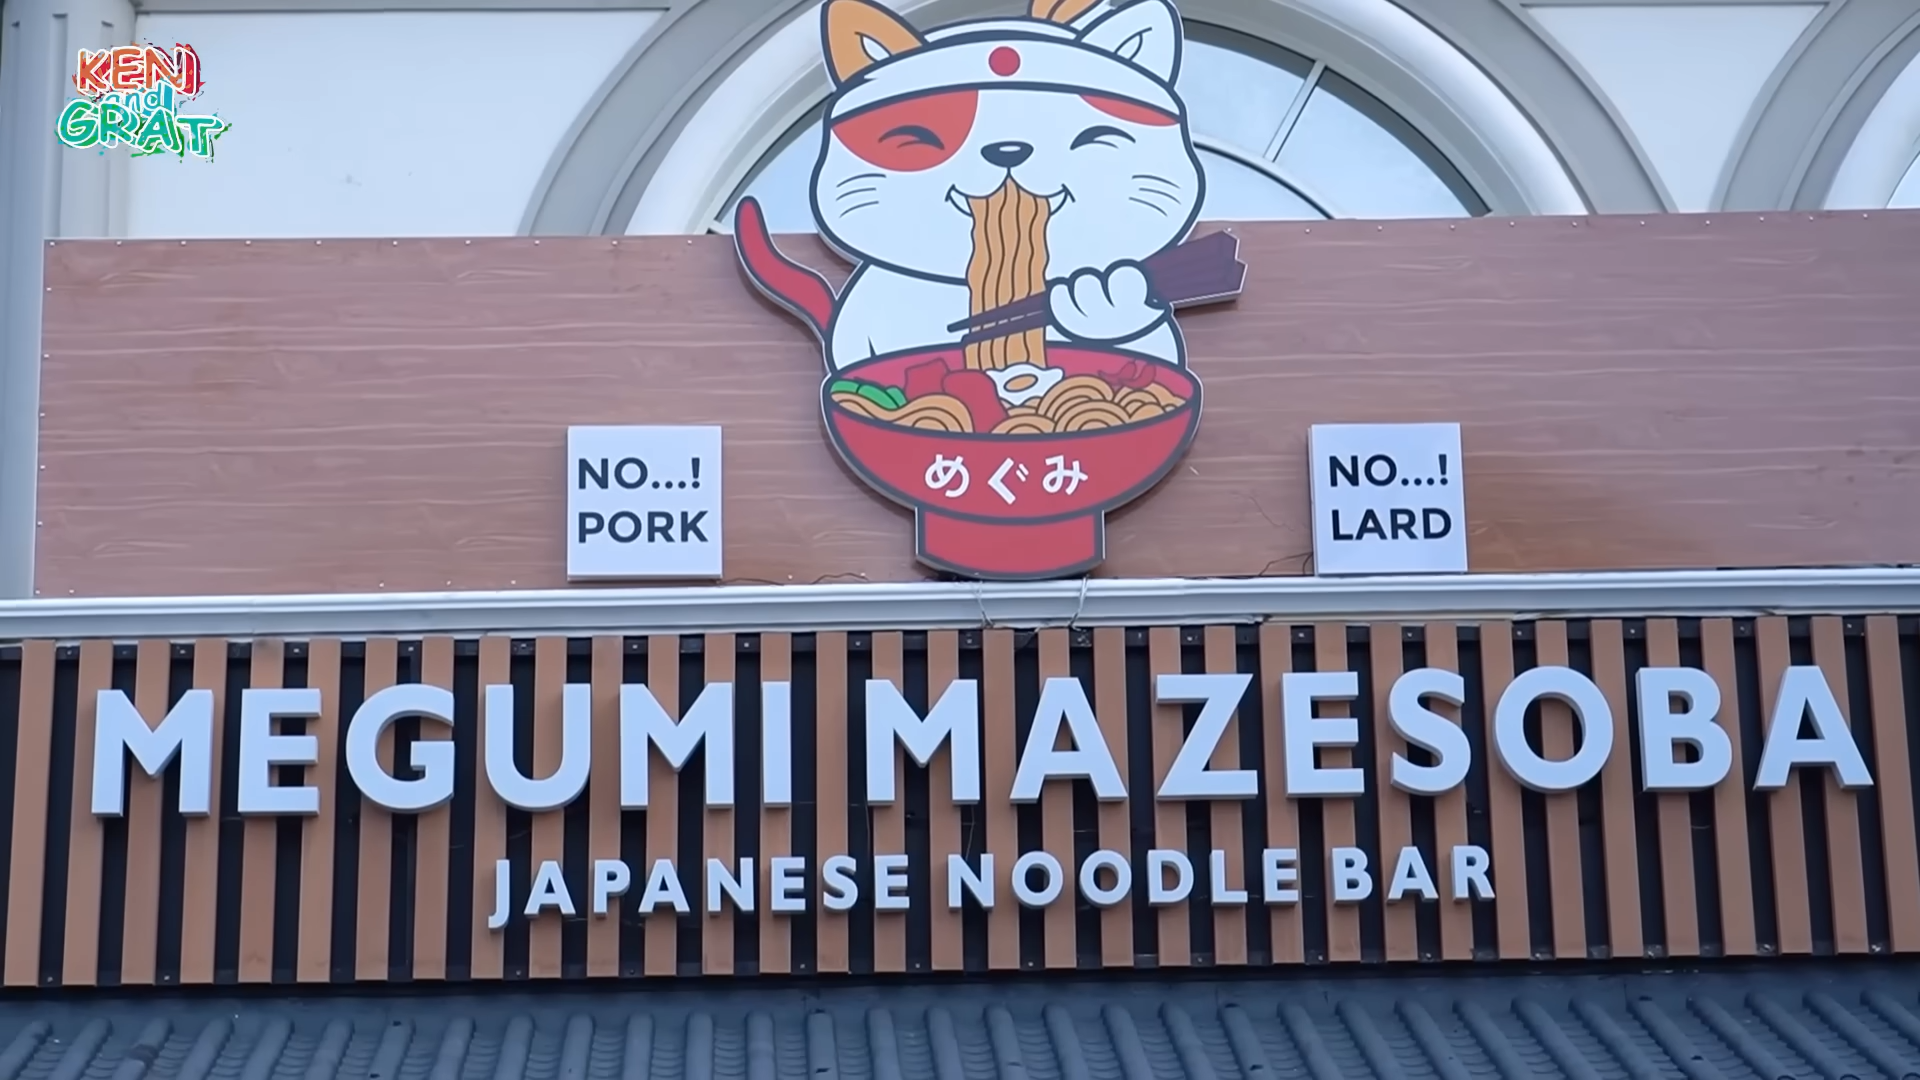 KEN
and
GRAT
めぐみ
NO...!
PORK
NO...!
LARD
MEGUMI MAZESOBA
JAPANESE NOODLE BAR